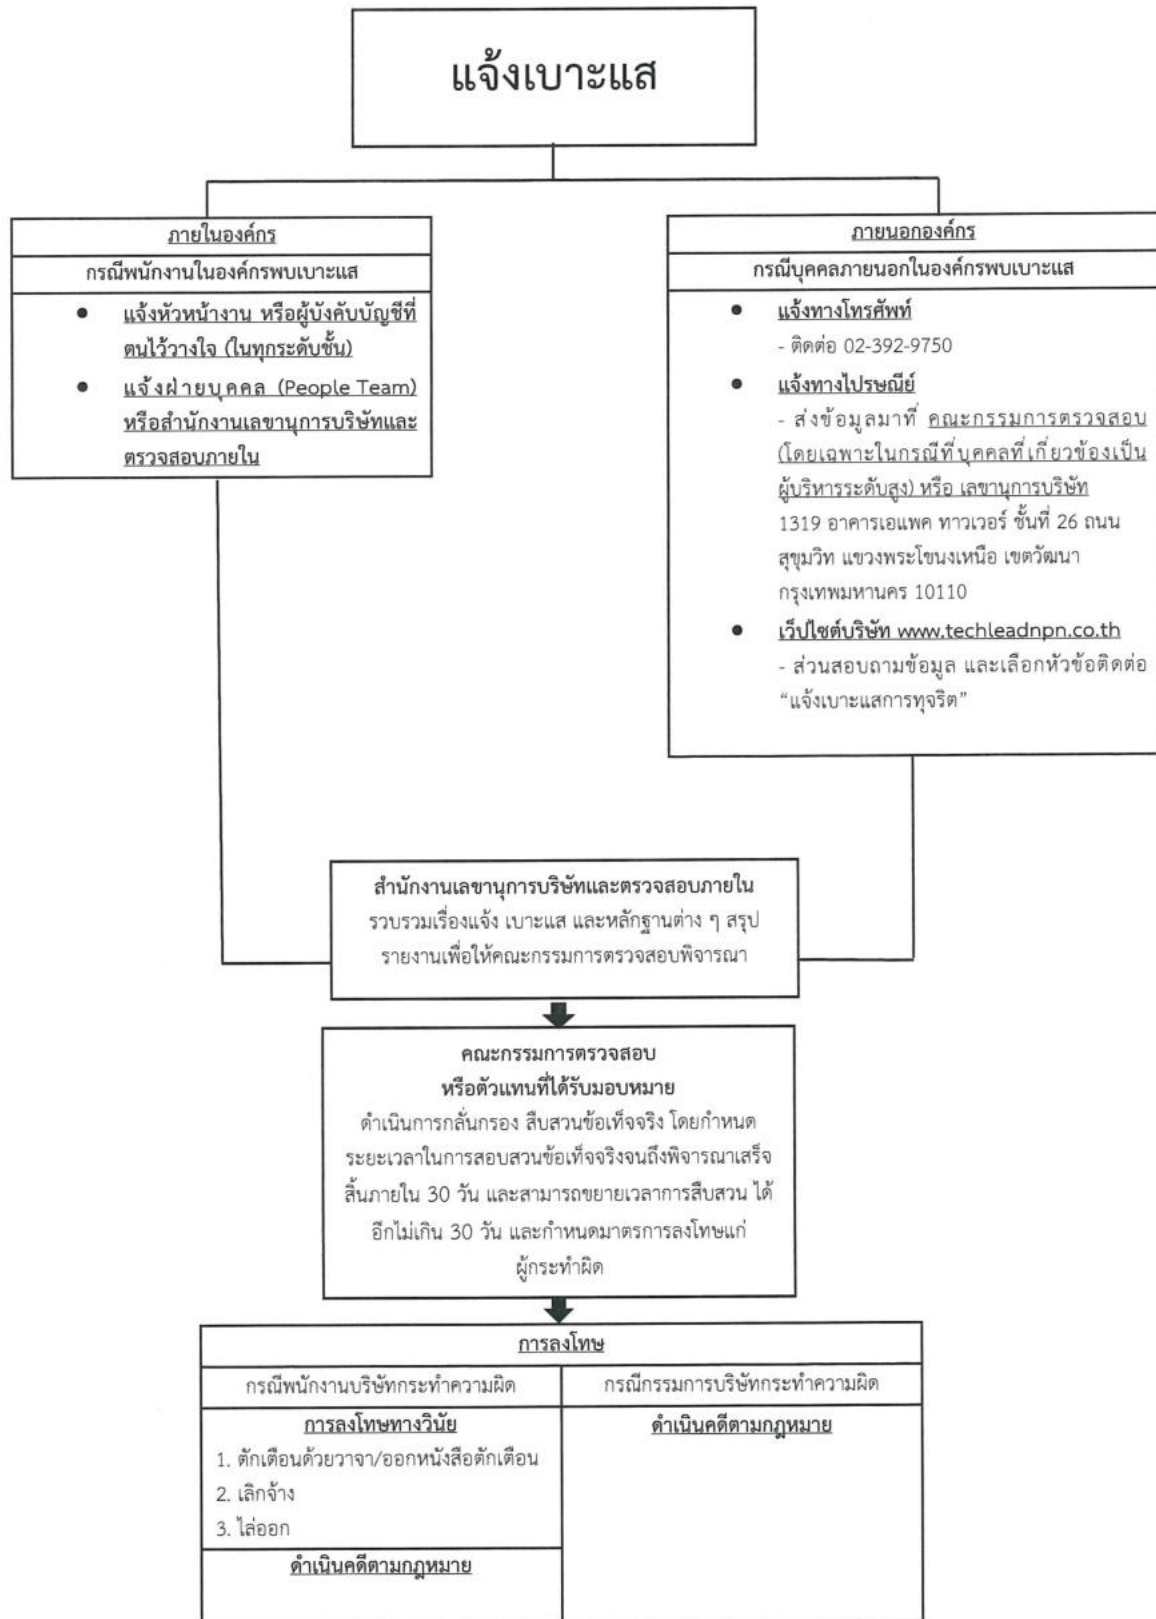 แจ้งเบาะแส
ภายในองค์กร
กรณีพนักงานในองค์กรพบเบาะแส
● แจ้งหัวหน้างาน หรือผู้บังคับบัญชีที่
ตนไว้วางใจ (ในทุกระดับชั้น)
● แจ้งฝ่ายบุคคล (People Team)
หรือสำนักงานเลขานุการบริษัทและ
ตรวจสอบภายใน
ภายนอกองค์กร
กรณีบุคคลภายนอกในองค์กรพบเบาะแส
● แจ้งทางโทรศัพท์
- ติดต่อ 02-392-9750
● แจ้งทางไปรษณีย์
- ส่งข้อมูลมาที่ คณะกรรมการตรวจสอบ
(โดยเฉพาะในกรณีที่บุคคลที่เกี่ยวข้องเป็น
ผู้บริหารระดับสูง) หรือ เลขานุการบริษัท
1319 อาคารเอแพค ทาวเวอร์ ชั้นที่ 26 ถนน
สุขุมวิท แขวงพระโขนงเหนือ เขตวัฒนา
กรุงเทพมหานคร 10110
● เว็ปไซต์บริษัท www.techleadnpn.co.th
- ส่วนสอบถามข้อมูล และเลือกหัวข้อติดต่อ
“แจ้งเบาะแสการทุจริต”
สำนักงานเลขานุการบริษัทและตรวจสอบภายใน
รวบรวมเรื่องแจ้ง เบาะแส และหลักฐานต่าง ๆ สรุป
รายงานเพื่อให้คณะกรรมการตรวจสอบพิจารณา
คณะกรรมการตรวจสอบ
หรือตัวแทนที่ได้รับมอบหมาย
ดำเนินการกลั่นกรอง สืบสวนข้อเท็จจริง โดยกำหนด
ระยะเวลาในการสอบสวนข้อเท็จจริงจนถึงพิจารณาเสร็จ
สิ้นภายใน 30 วัน และสามารถขยายเวลาการสืบสวน ได้
อีกไม่เกิน 30 วัน และกำหนดมาตรการลงโทษแก่
ผู้กระทำผิด
การลงโทษ
กรณีพนักงานบริษัทกระทำความผิด
การลงโทษทางวินัย
1. ตักเตือนด้วยวาจา/ออกหนังสือตักเตือน
2. เลิกจ้าง
3. ไล่ออก
ดำเนินคดีตามกฎหมาย
กรณีกรรมการบริษัทกระทำความผิด
ดำเนินคดีตามกฎหมาย